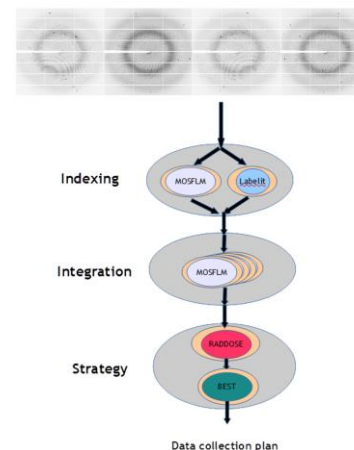 Indexing
MOSFLM
Labelit
Integration
MOSFLM
Strategy
RADDOSE
BEST
Data collection plan